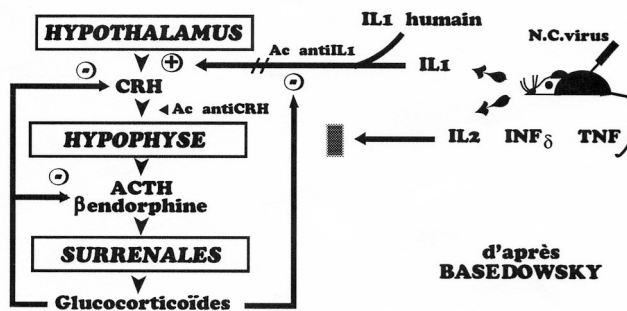 HYPOTHALAMUS
IL1 humain
Ac antiIL1
N.C.virus
CRH
IL1
Ac antiCRH
HYPOPHYSE
IL2 INFδ TNF
ACTH
βendorphine
SURRENALES
d'après
BASEDOWSKY
Glucocorticoïdes